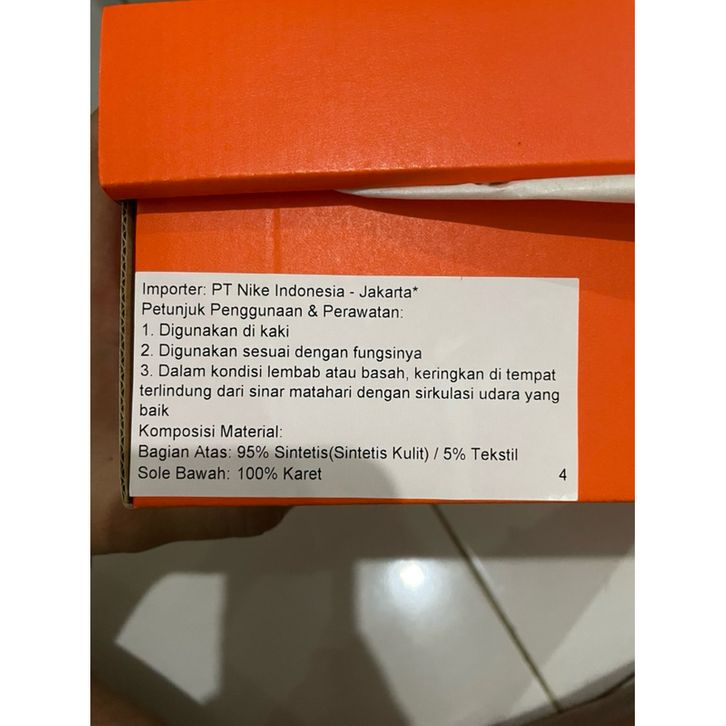 Importer: PT Nike Indonesia - Jakarta*
Petunjuk Penggunaan & Perawatan:
1. Digunakan di kaki
2. Digunakan sesuai dengan fungsinya
3. Dalam kondisi lembab atau basah, keringkan di tempat
terlindung dari sinar matahari dengan sirkulasi udara yang
baik
Komposisi Material:
Bagian Atas: 95% Sintetis(Sintetis Kulit) / 5% Tekstil
Sole Bawah: 100% Karet 4